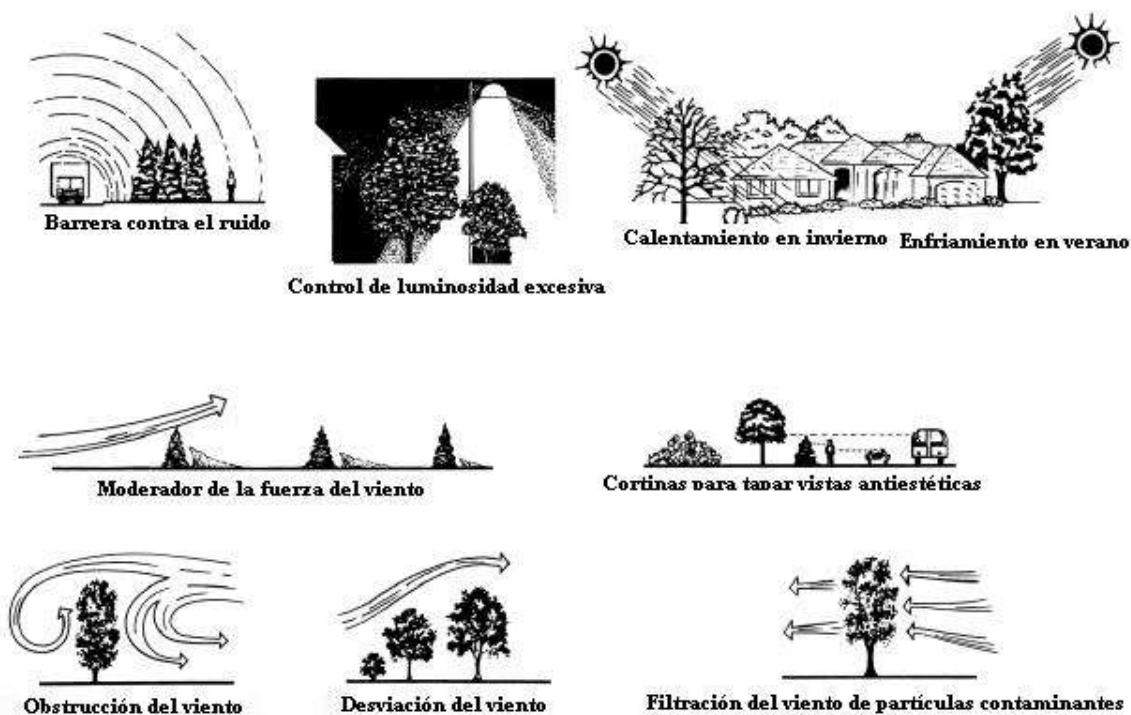 Barrera contra el ruido
Control de luminosidad excesiva
Calentamiento en invierno
Enfriamiento en verano
Moderador de la fuerza del viento
Cortinas para tapar vistas antiestéticas
Obstrucción del viento
Desviación del viento
Filtración del viento de partículas contaminantes